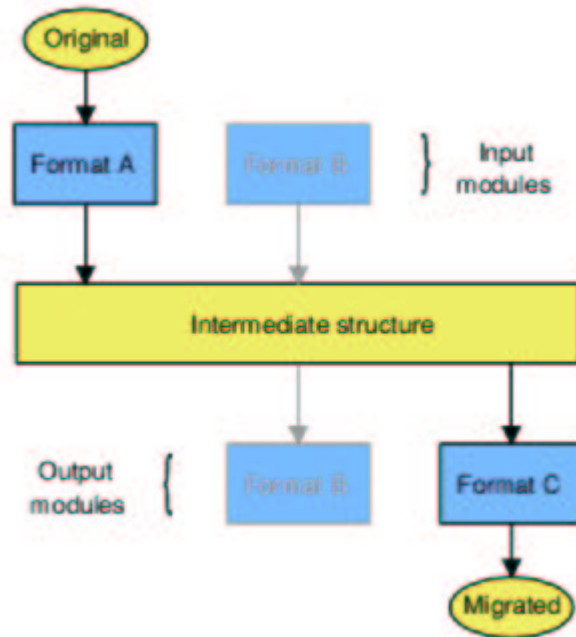 Original
Format A
Format B
Input
modules
Intermediate structure
Output
modules
Format B
Format C
Migrated